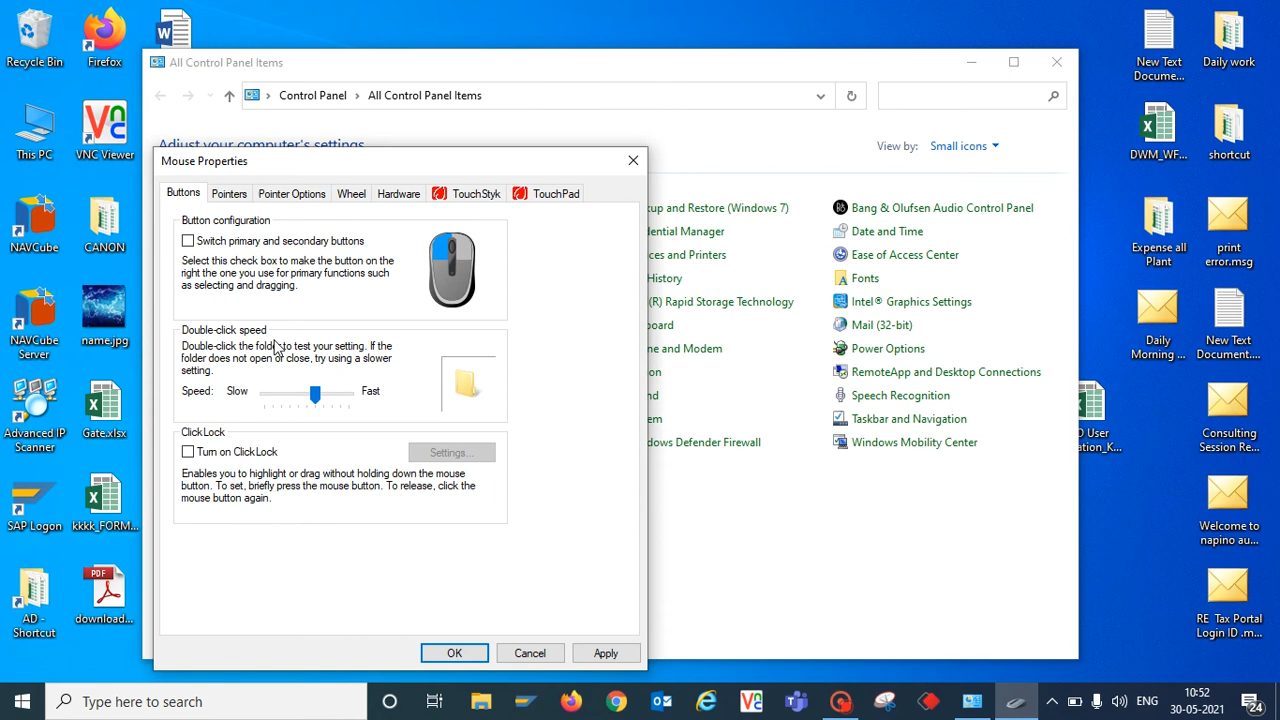 Recycle Bin
Firefox
All Control Panel Items
Control Panel > All Control Panel Items
New Text Docume...
Daily work
This PC
VNC Viewer
Adjust your computer's settings
View by: Small icons
DWM_WF...
shortcut
Mouse Properties
Buttons
Pointers
Pointer Options
Wheel
Hardware
TouchStyk
TouchPad
Button configuration
Switch primary and secondary buttons
Select this check box to make the button on
the right the one you use for primary functions such
as selecting and dragging.
Double-click speed
Double-click the folder to test your setting. If the
folder does not open or close, try using a slower
setting.
Speed: Slow
Fast
ClickLock
Turn on ClickLock
Settings...
Enables you to highlight or drag without holding down the mouse
button. To set, briefly press the mouse button. To release, click the
mouse button again.
OK
Cancel
Apply
kup and Restore (Windows 7)
Bang & Olufsen Audio Control Panel
dential Manager
Date and Time
ces and Printers
Ease of Access Center
History
Fonts
(R) Rapid Storage Technology
Intel® Graphics Settings
board
Mail (32-bit)
ne and Modem
Power Options
on
RemoteApp and Desktop Connections
nd
Speech Recognition
em
Taskbar and Navigation
dows Defender Firewall
Windows Mobility Center
NAVCube
CANON
Expense all Plant
print error.msg
NAVCube Server
name.jpg
Daily Morning ...
New Text Document....
Advanced IP Scanner
Gate.xlsx
D User
ation_K...
Consulting Session Re...
SAP Logon
kkkk_FORM...
Welcome to napino au...
AD - Shortcut
PDF
download...
RE Tax Portal Login ID .m...
Type here to search
ENG
10:52
30-05-2021
24